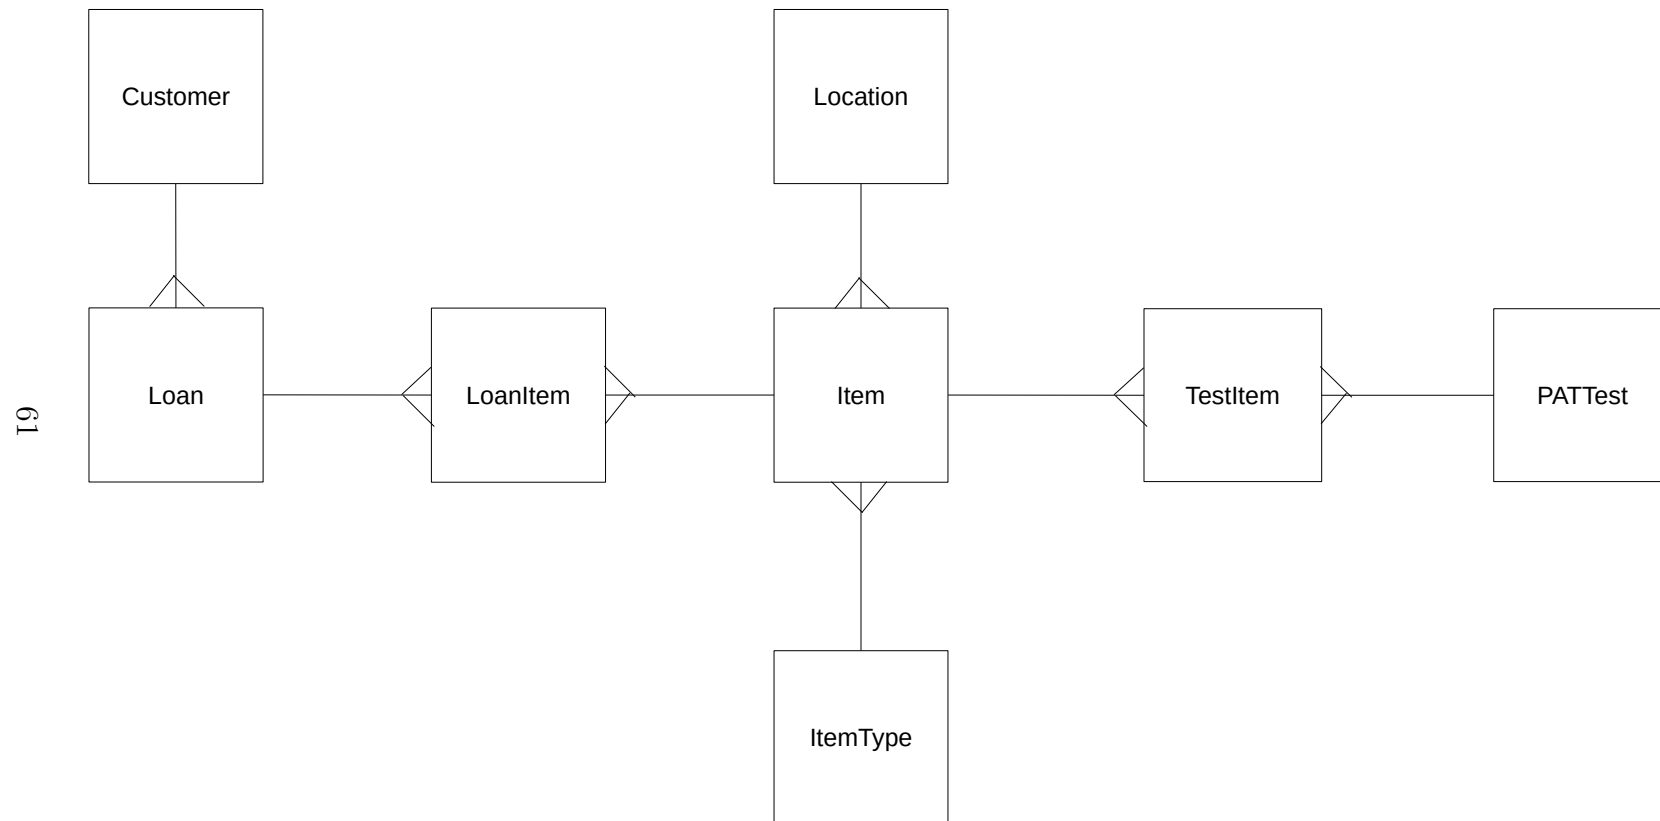 Customer
Location
Loan
LoanItem
Item
TestItem
PATTest
ItemType
61